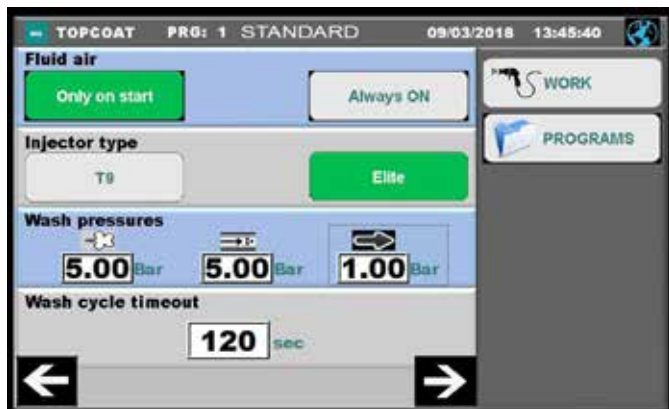 TOPCOAT PRG: 1 STANDARD 09/03/2018 13:45:40
Fluid air
Only on start Always ON
WORK
PROGRAMS
Injector type
T9 Elite
Wash pressures
5.00 Bar 5.00 Bar 1.00 Bar
Wash cycle timeout
120 sec